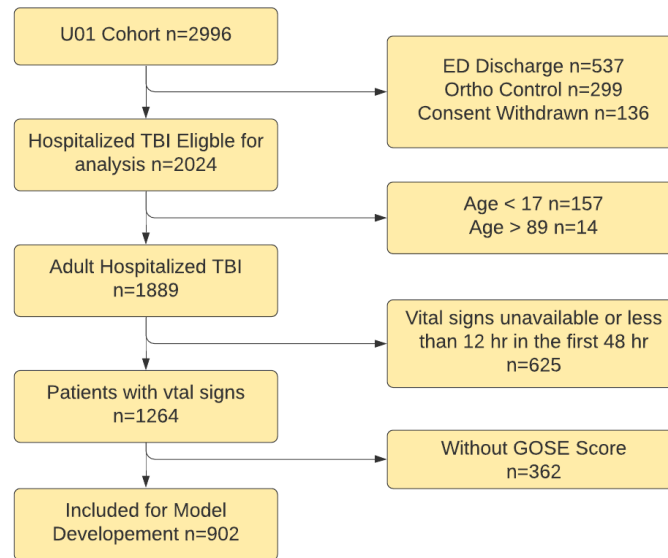 U01 Cohort n=2996
ED Discharge n=537
Ortho Control n=299
Consent Withdrawn n=136
Hospitalized TBI Eligble for
analysis n=2024
Age < 17 n=157
Age > 89 n=14
Adult Hospitalized TBI
n=1889
Vital signs unavailable or less
than 12 hr in the first 48 hr
n=625
Patients with vtal signs
n=1264
Without GOSE Score
n=362
Included for Model
Developement n=902